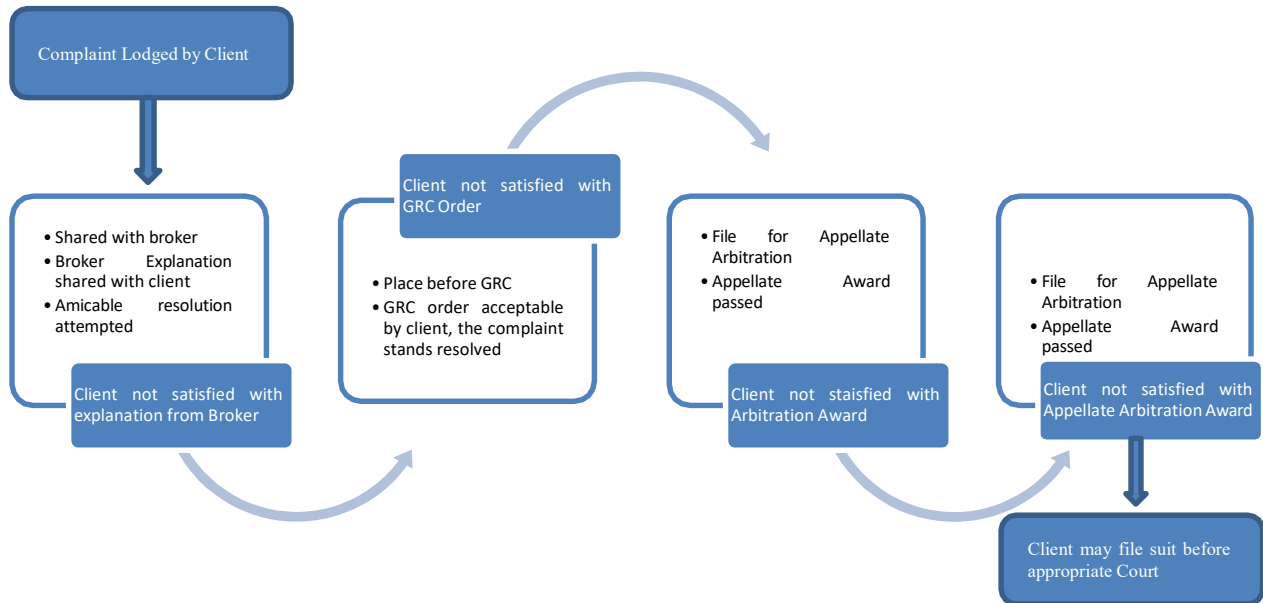 Complaint Lodged by Client
• Shared with broker
• Broker Explanation
shared with client
• Amicable resolution
attempted
Client not satisfied with
explanation from Broker
Client not satisfied with
GRC Order
• Place before GRC
• GRC order acceptable
by client, the complaint
stands resolved
• File for Appellate
Arbitration
• Appellate Award
passed
Client not staisfied with
Arbitration Award
• File for Appellate
Arbitration
• Appellate Award
passed
Client not satisfied with
Appellate Arbitration Award
Client may file suit before
appropriate Court